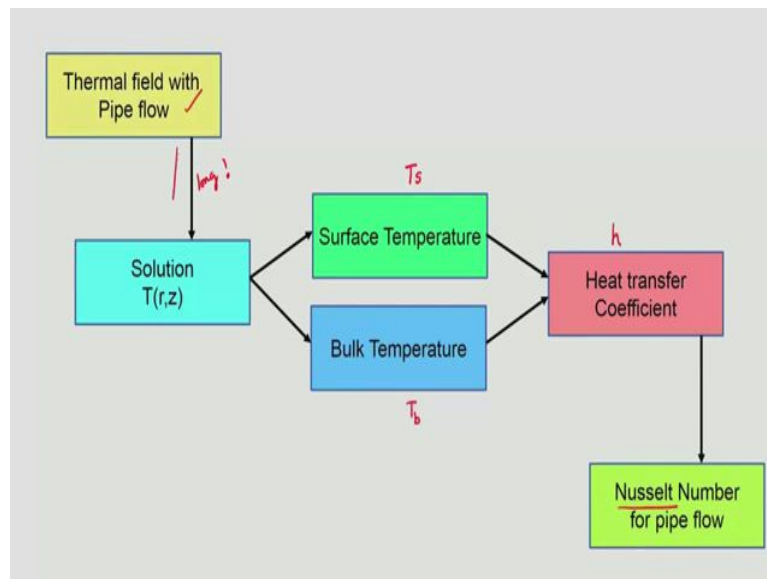 Thermal field with
Pipe flow
long!
Solution
T(r,z)
Ts
Surface Temperature
Bulk Temperature
Tb
h
Heat transfer
Coefficient
Nusselt Number
for pipe flow